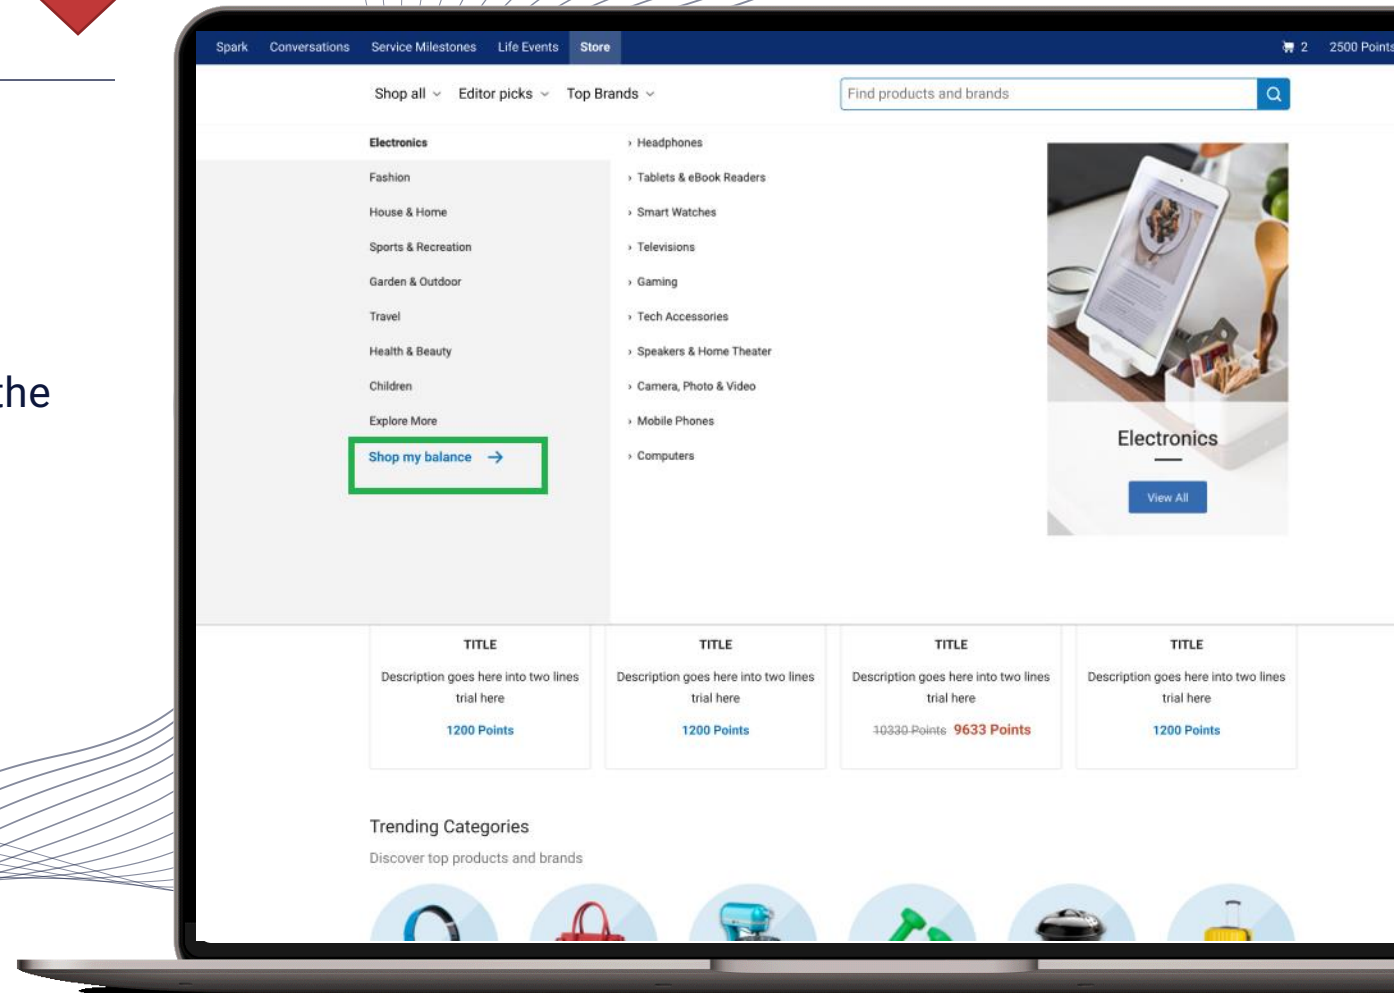 the
Spark Conversations Service Milestones Life Events Store 2 2500 Points
Shop all Editor picks Top Brands Find products and brands
Electronics
Fashion
House & Home
Sports & Recreation
Garden & Outdoor
Travel
Health & Beauty
Children
Explore More
Shop my balance →
› Headphones
› Tablets & eBook Readers
› Smart Watches
› Televisions
› Gaming
› Tech Accessories
› Speakers & Home Theater
› Camera, Photo & Video
› Mobile Phones
› Computers
Electronics
View All
TITLE
Description goes here into two lines
trial here
1200 Points
TITLE
Description goes here into two lines
trial here
1200 Points
TITLE
Description goes here into two lines
trial here
10330 Points 9633 Points
TITLE
Description goes here into two lines
trial here
1200 Points
Trending Categories
Discover top products and brands